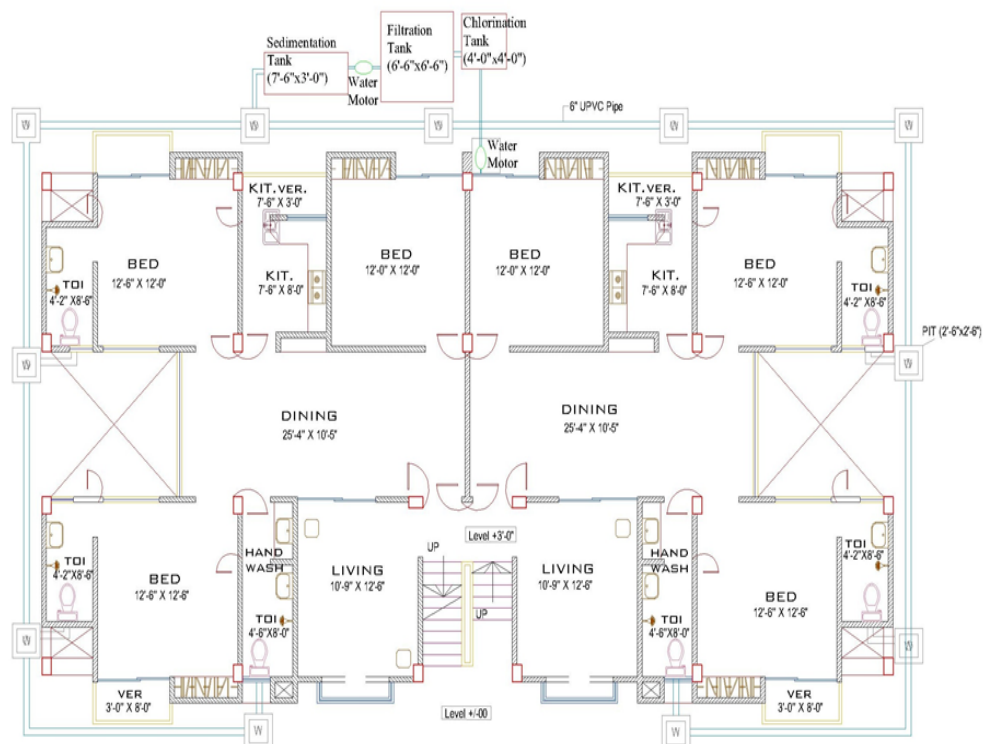 Sedimentation
Tank
(7'-6"x3'-0")
Water
Motor
Filtration
Tank
(6'-6"x6'-6")
Chlorination
Tank
(4'-0"x4'-0")
6" UPVC Pipe
W
W
W
W
W
Water
Motor
KIT.VER.
7'-6" X 3'-0"
KIT.VER.
7'-6" X 3'-0"
BED
12'-6" X 12'-0"
KIT.
7'-6" X 8'-0"
BED
12'-0" X 12'-0"
BED
12'-0" X 12'-0"
KIT.
7'-6" X 8'-0"
BED
12'-6" X 12'-0"
TOI
4'-2" X8'-6"
TOI
4'-2" X8'-6"
PIT (2'-6"x2'-6")
W
W
DINING
25'-4" X 10'-5"
DINING
25'-4" X 10'-5"
Level +3'-0"
UP
UP
TOI
4'-2"X8'-6"
BED
12'-6" X 12'-6"
HAND
WASH
LIVING
10'-9" X 12'-6"
LIVING
10'-9" X 12'-6"
HAND
WASH
BED
12'-6" X 12'-6"
TOI
4'-2"X8'-6"
TOI
4'-6"X8'-0"
TOI
4'-6"X8'-0"
W
W
VER
3'-0" X 8'-0"
VER
3'-0" X 8'-0"
Level +/-00
W
W